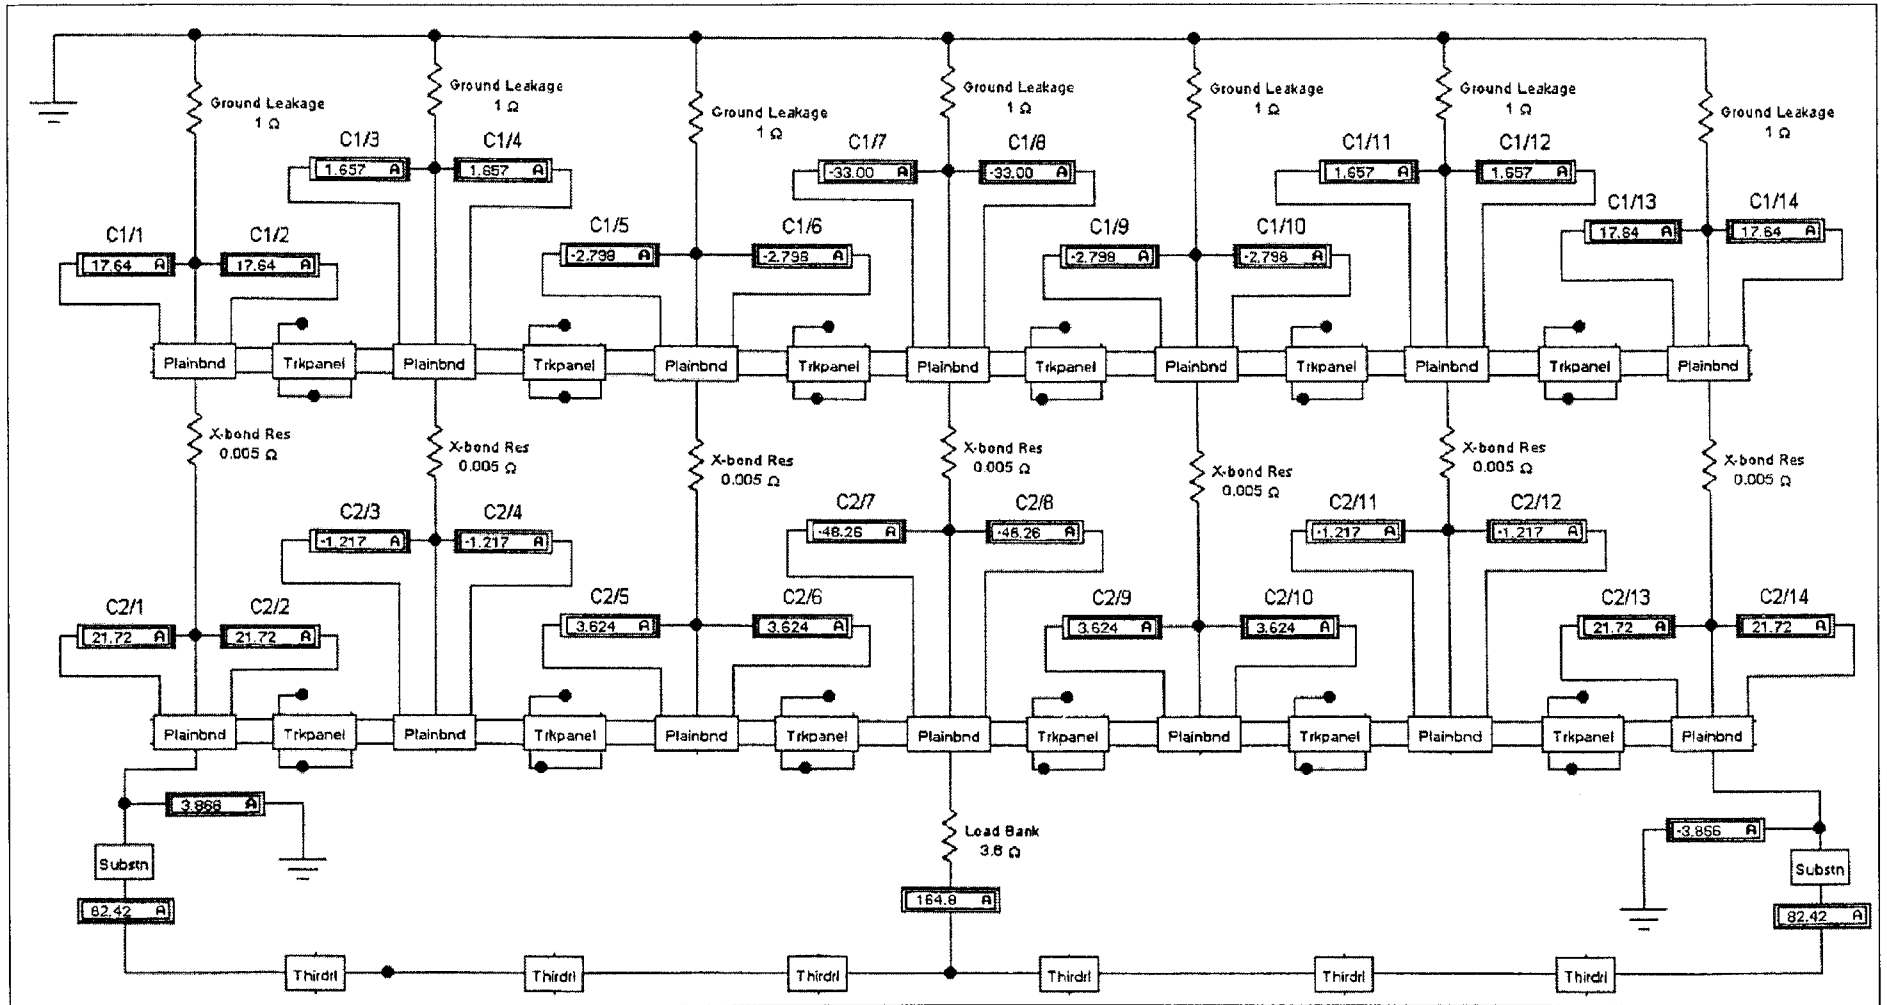 Ground Leakage
1 Ω
Ground Leakage
1 Ω
Ground Leakage
1 Ω
Ground Leakage
1 Ω
Ground Leakage
1 Ω
Ground Leakage
1 Ω
Ground Leakage
1 Ω
C1/3 C1/4 C1/7 C1/8 C1/11 C1/12
1.657 A 1.657 A -33.00 A -33.00 A 1.657 A 1.657 A
C1/13 C1/14
17.64 A 17.64 A
C1/1 C1/2 C1/5 C1/6 C1/9 C1/10
17.64 A 17.64 A -2.798 A -2.798 A -2.798 A -2.798 A
Plainbnd Trkpanel Plainbnd Trkpanel Plainbnd Trkpanel Plainbnd Trkpanel Plainbnd Trkpanel Plainbnd Trkpanel Plainbnd
X-bond Res
0.005 Ω
X-bond Res
0.005 Ω
X-bond Res
0.005 Ω
X-bond Res
0.005 Ω
X-bond Res
0.005 Ω
X-bond Res
0.005 Ω
X-bond Res
0.005 Ω
C2/3 C2/4 C2/7 C2/8 C2/11 C2/12
-1.217 A -1.217 A -48.26 A -48.26 A -1.217 A -1.217 A
C2/1 C2/2 C2/5 C2/6 C2/9 C2/10 C2/13 C2/14
21.72 A 21.72 A 3.624 A 3.624 A 3.624 A 3.624 A 21.72 A 21.72 A
Plainbnd Trkpanel Plainbnd Trkpanel Plainbnd Trkpanel Plainbnd Trkpanel Plainbnd Trkpanel Plainbnd Trkpanel Plainbnd
3.866 A
Load Bank
3.6 Ω
-3.866 A
Substn
Substn
82.42 A
164.8 A
82.42 A
Thirdrl Thirdrl Thirdrl Thirdrl Thirdrl Thirdrl